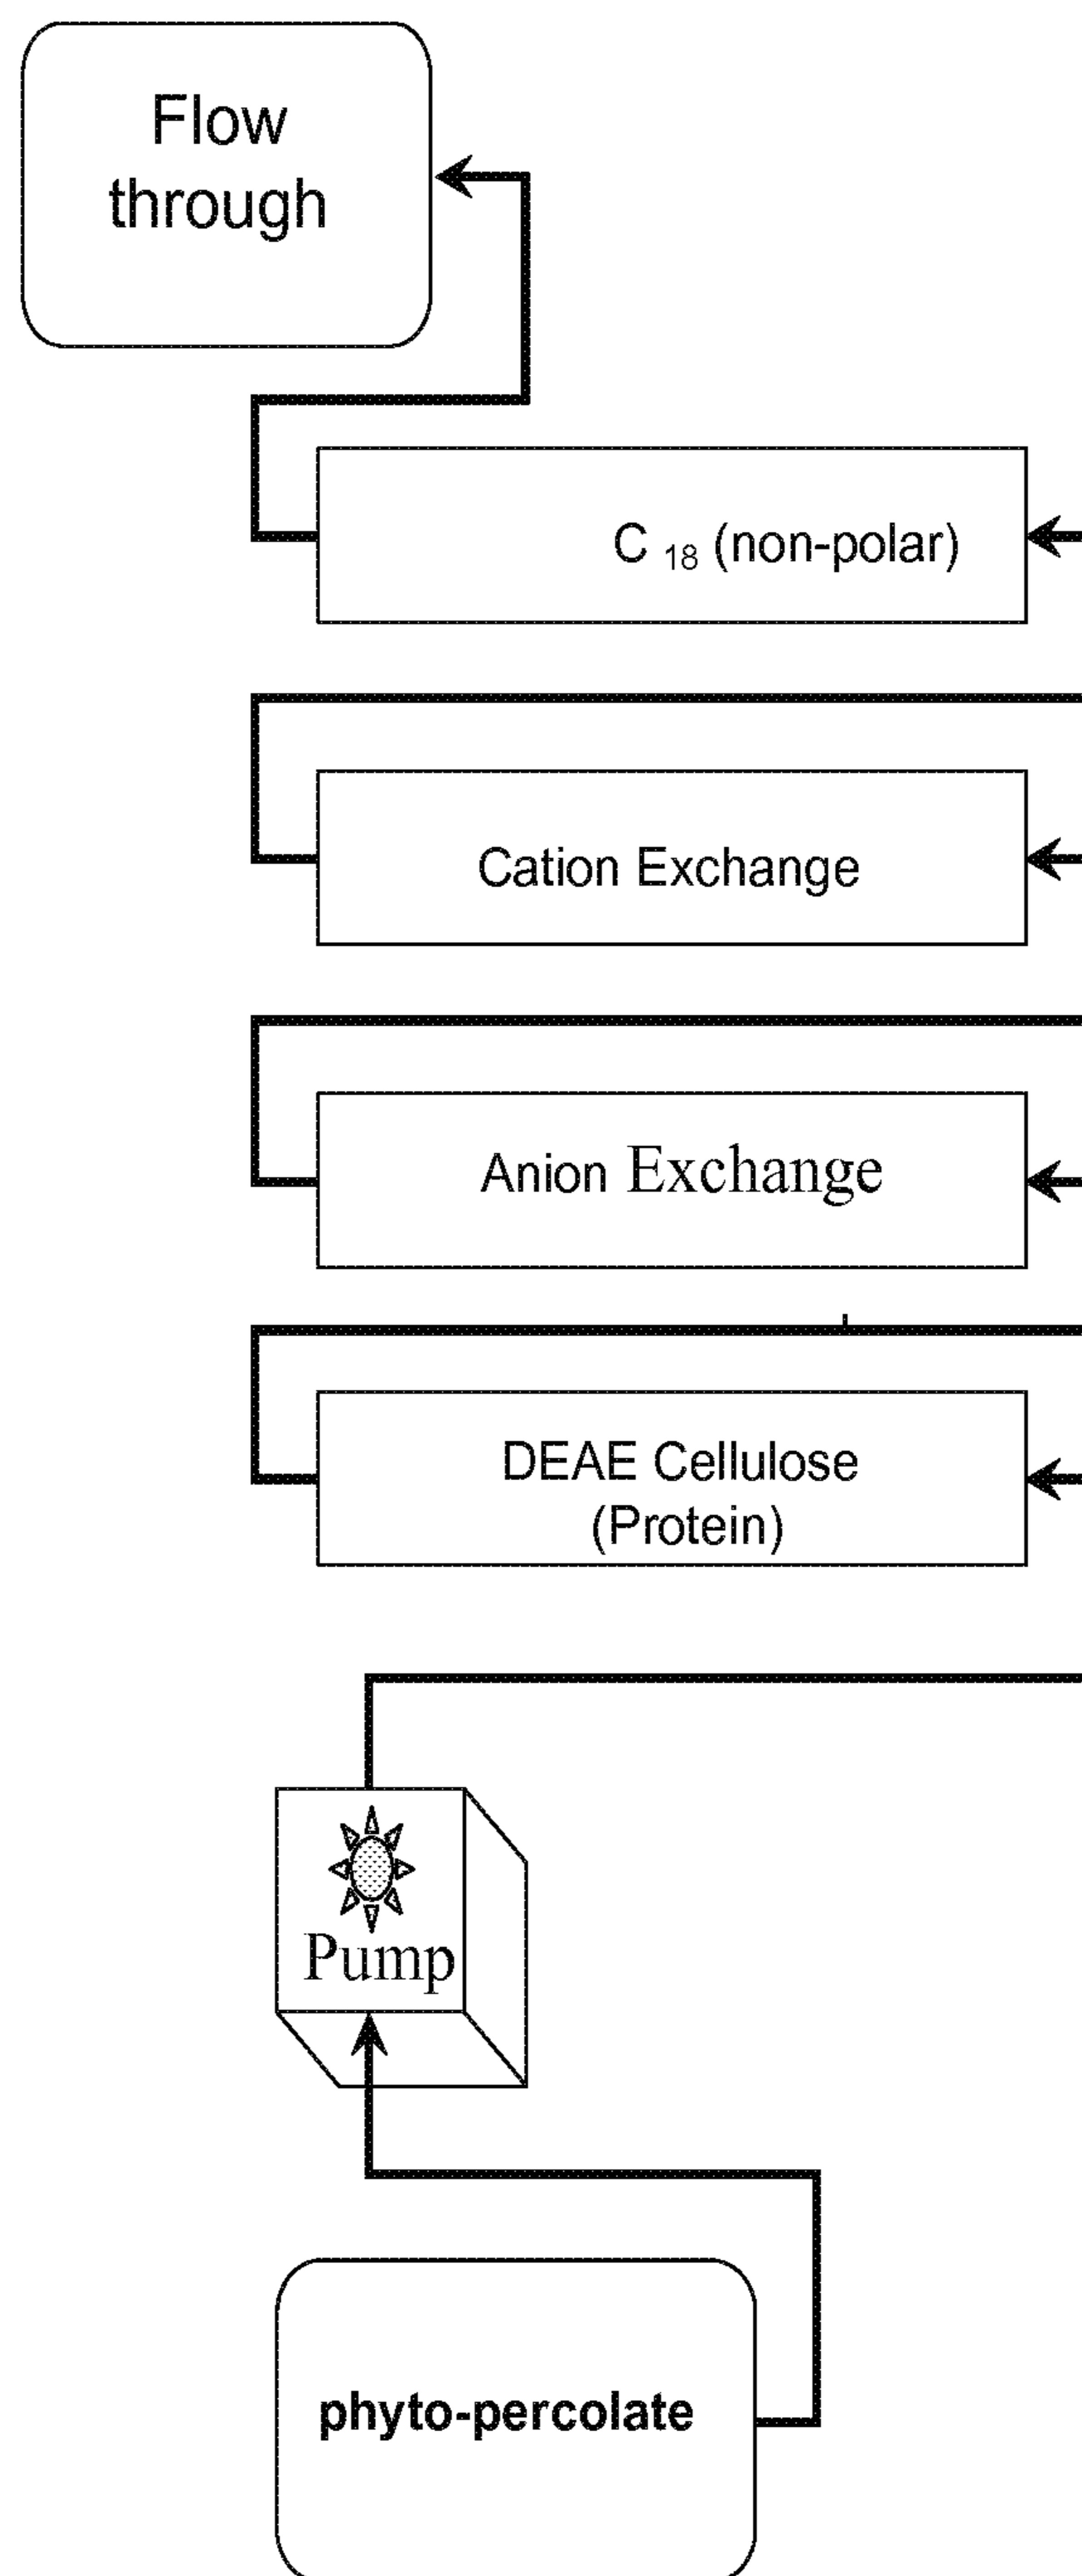 Flow
through
C 18 (non-polar)
Cation Exchange
Anion Exchange
DEAE Cellulose
(Protein)
Pump
phyto-percolate